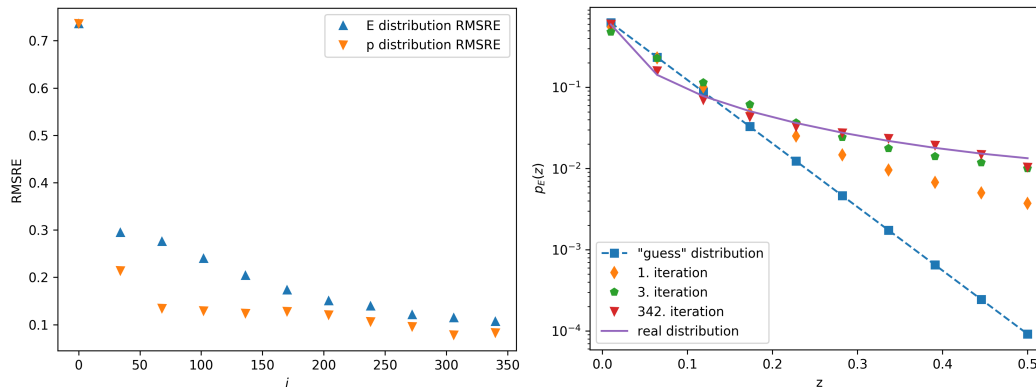 0.7
0.6
0.5
0.4
0.3
0.2
0.1
RMSRE
0 50 100 150 200 250 300 350
i
E distribution RMSRE
p distribution RMSRE
10⁻¹
10⁻²
10⁻³
10⁻⁴
p_E(z)
"guess" distribution
1. iteration
3. iteration
342. iteration
real distribution
0.0 0.1 0.2 0.3 0.4 0.5
z